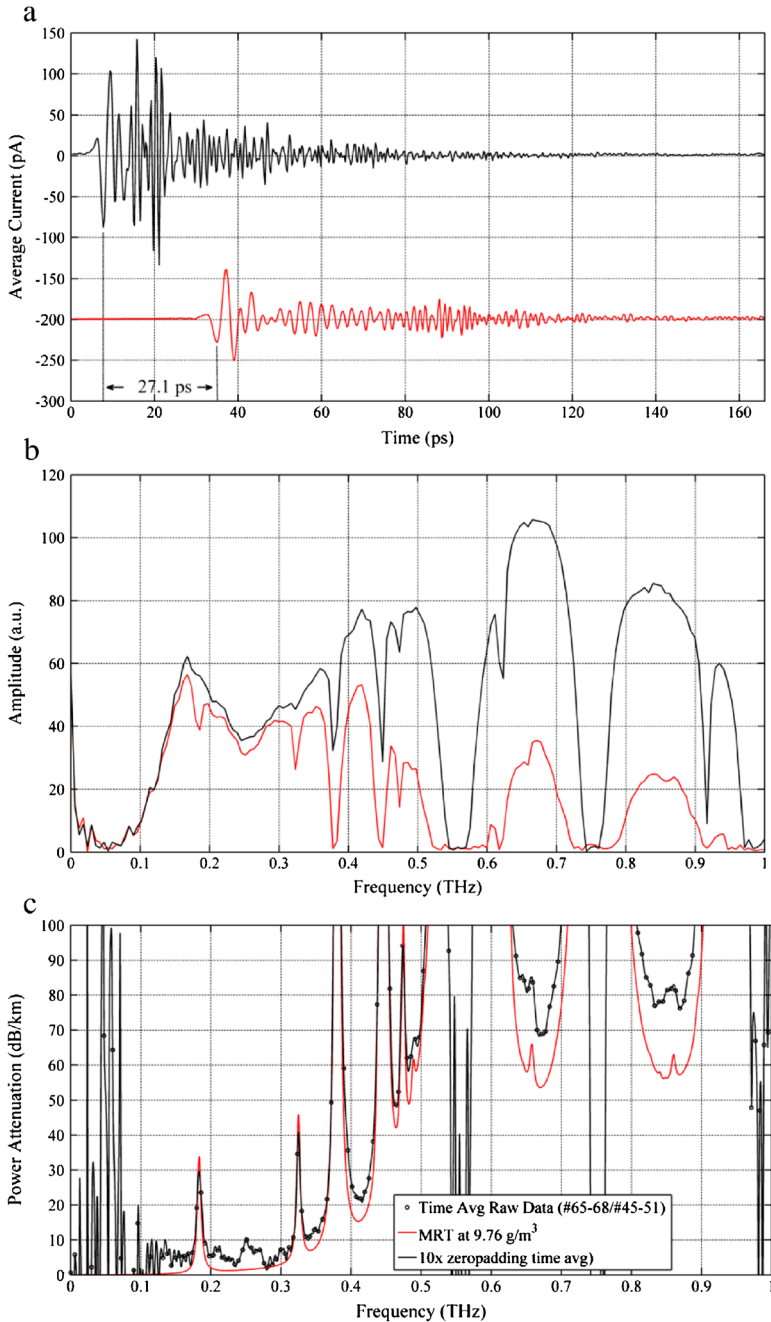 a
150
100
50
0
-50
-100
-150
-200
-250
-300
Average Current (pA)
27.1 ps
0 20 40 60 80 100 120 140 160
Time (ps)
b
120
100
80
60
40
20
0
Amplitude (a.u.)
0 0.1 0.2 0.3 0.4 0.5 0.6 0.7 0.8 0.9 1
Frequency (THz)
c
100
90
80
70
60
50
40
30
20
10
0
Power Attenuation (dB/km)
Time Avg Raw Data (#65-68/#45-51)
MRT at 9.76 g/m³
10x zeropadding time avg)
0 0.1 0.2 0.3 0.4 0.5 0.6 0.7 0.8 0.9 1
Frequency (THz)